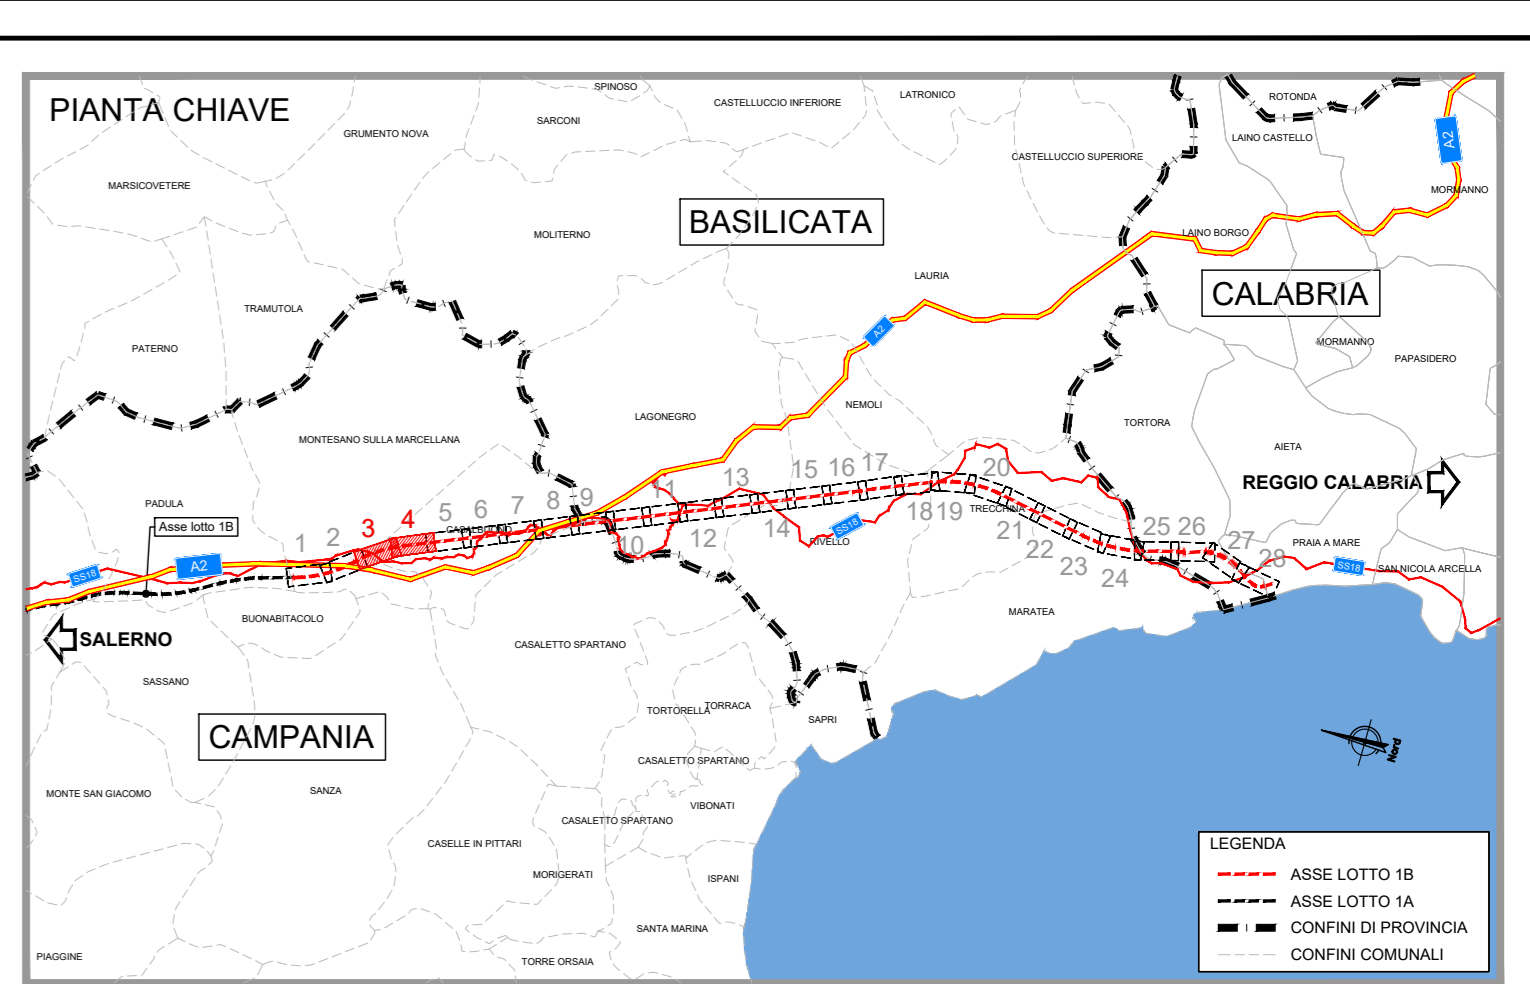 PIANTA CHIAVE
SPINOSO
CASTELLUCCIO INFERIORE
LATRONICO
ROTONDA
SARCONI
GRUMENTO NOVA
LAINO CASTELLO
A2
CASTELLUCCIO SUPERIORE
MARSICOVETERE
MORMANNO
BASILICATA
MOLITERNO
LAINO BORGO
LAURIA
CALABRIA
TRAMUTOLA
A2
PATERNO
MORMANNO
PAPASIDERO
NEMOLI
LAGONEGRO
TORTORA
MONTESANO SULLA MARCELLANA
AIETA
REGGIO CALABRIA
PADULA
Asse lotto 1B
1
2
3
4
5
6
7
8
9
10
11
12
13
14
15
16
17
18
19
20
21
22
23
24
25
26
27
28
CASALBUONO
TRECCHINA
SS18
RIVELLO
PRAIA A MARE
SS18
SAN NICOLA ARCELLA
A2
SS18
MARATEA
BUONABITACOLO
SALERNO
CASALETTO SPARTANO
SASSANO
TORTORELLA
TORRACA
SAPRI
CAMPANIA
Nord
CASALETTO SPARTANO
MONTE SAN GIACOMO
SANZA
VIBONATI
CASALETTO SPARTANO
CASELLE IN PITTARI
MORIGERATI
ISPANI
SANTA MARINA
PIAGGINE
TORRE ORSAIA
LEGENDA
ASSE LOTTO 1B
ASSE LOTTO 1A
CONFINI DI PROVINCIA
CONFINI COMUNALI